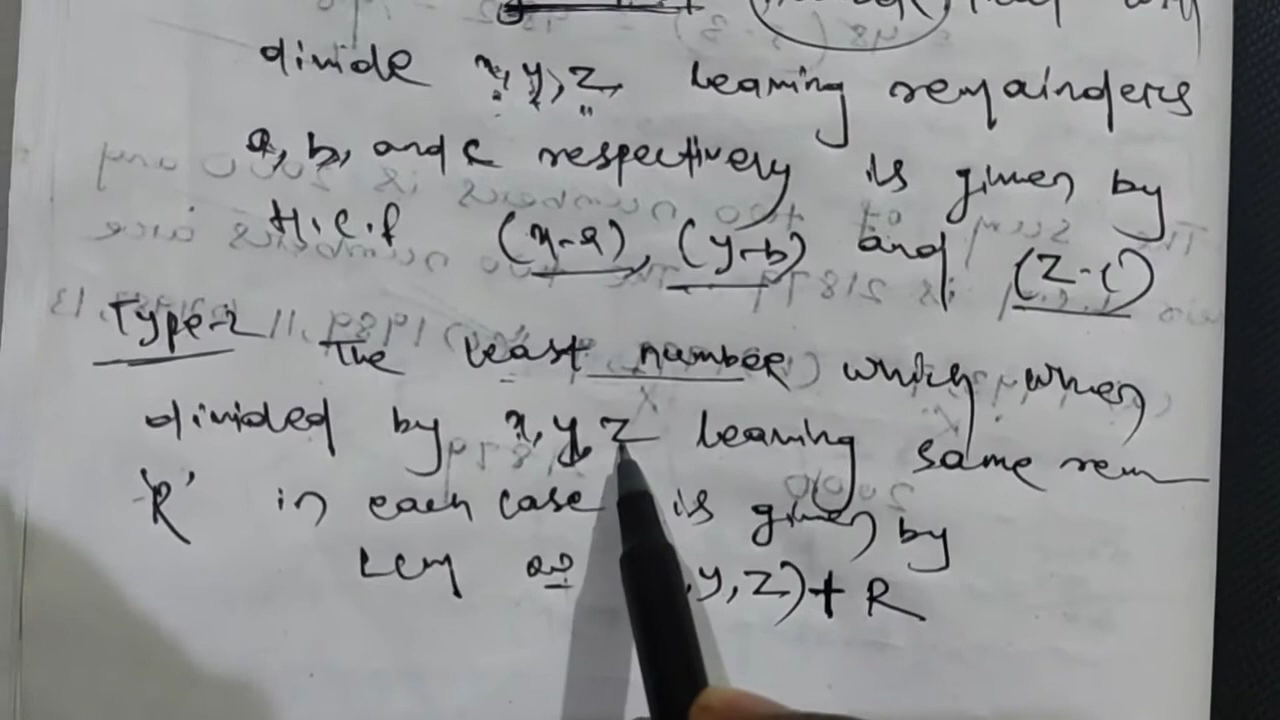 divide x, y, z, leaving remainders
a, b, and c respectively is given by
H.C.f (x-a), (y-b) and (z-c)
Type-2 The least number which when
divided by x, y, z leaving same rem
'R' in each case is given by
LCM of , y, z) + R